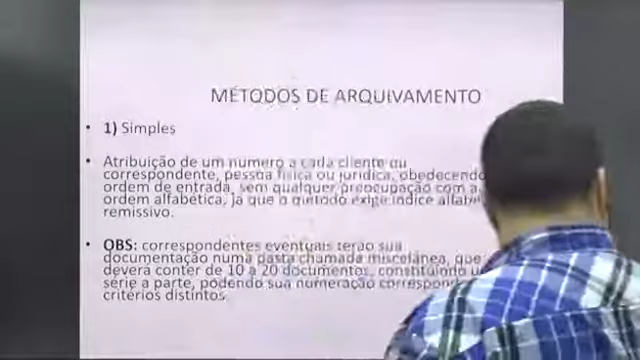 MÉTODOS DE ARQUIVAMENTO
• 1) Simples
• Atribuição de um numero a cada cliente ou
correspondente, pessoa física ou jurídica, obedecendo
ordem de entrada, sem qualquer preocupação com a
ordem alfabética, já que o método exige índice
remissivo.
• OBS: correspondentes eventuais terão sua
documentação numa pasta chamada miscelânea, que
deverá conter de 10 a 20 documentos, constituindo
série a parte, podendo sua numeração
critérios distintos